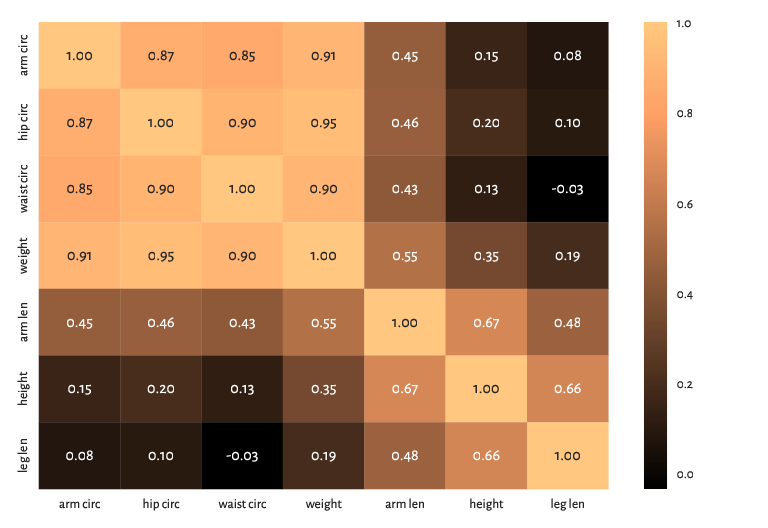 arm circ 1.00 0.87 0.85 0.91 0.45 0.15 0.08
hip circ 0.87 1.00 0.90 0.95 0.46 0.20 0.10
waist circ 0.85 0.90 1.00 0.90 0.43 0.13 -0.03
weight 0.91 0.95 0.90 1.00 0.55 0.35 0.19
arm len 0.45 0.46 0.43 0.55 1.00 0.67 0.48
height 0.15 0.20 0.13 0.35 0.67 1.00 0.66
leg len 0.08 0.10 -0.03 0.19 0.48 0.66 1.00
arm circ hip circ waist circ weight arm len height leg len
1.0
0.8
0.6
0.4
0.2
0.0